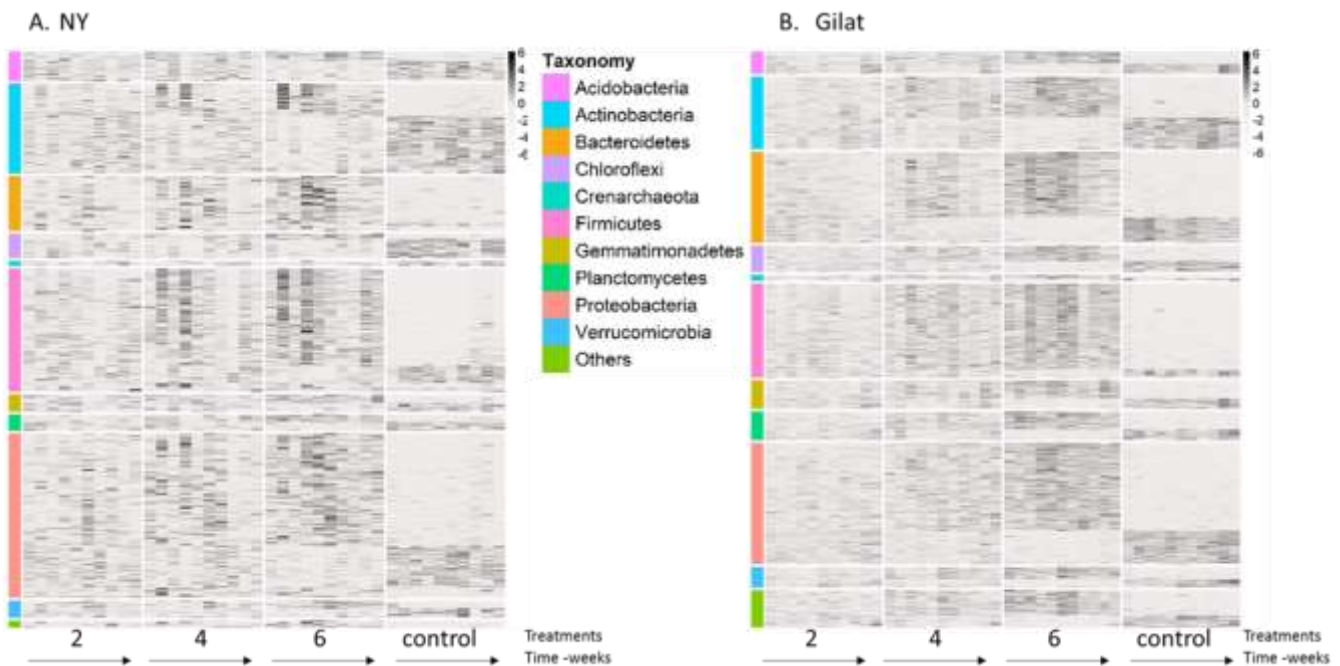 A. NY
B. Gilat
6
4
2
0
-2
-4
-6
Taxonomy
Acidobacteria
Actinobacteria
Bacteroidetes
Chloroflexi
Crenarchaeota
Firmicutes
Gemmatimonadetes
Planctomycetes
Proteobacteria
Verrucomicrobia
Others
6
4
2
0
-2
-4
-6
2 4 6 control Treatments
Time -weeks
2 4 6 control Treatments
Time -weeks